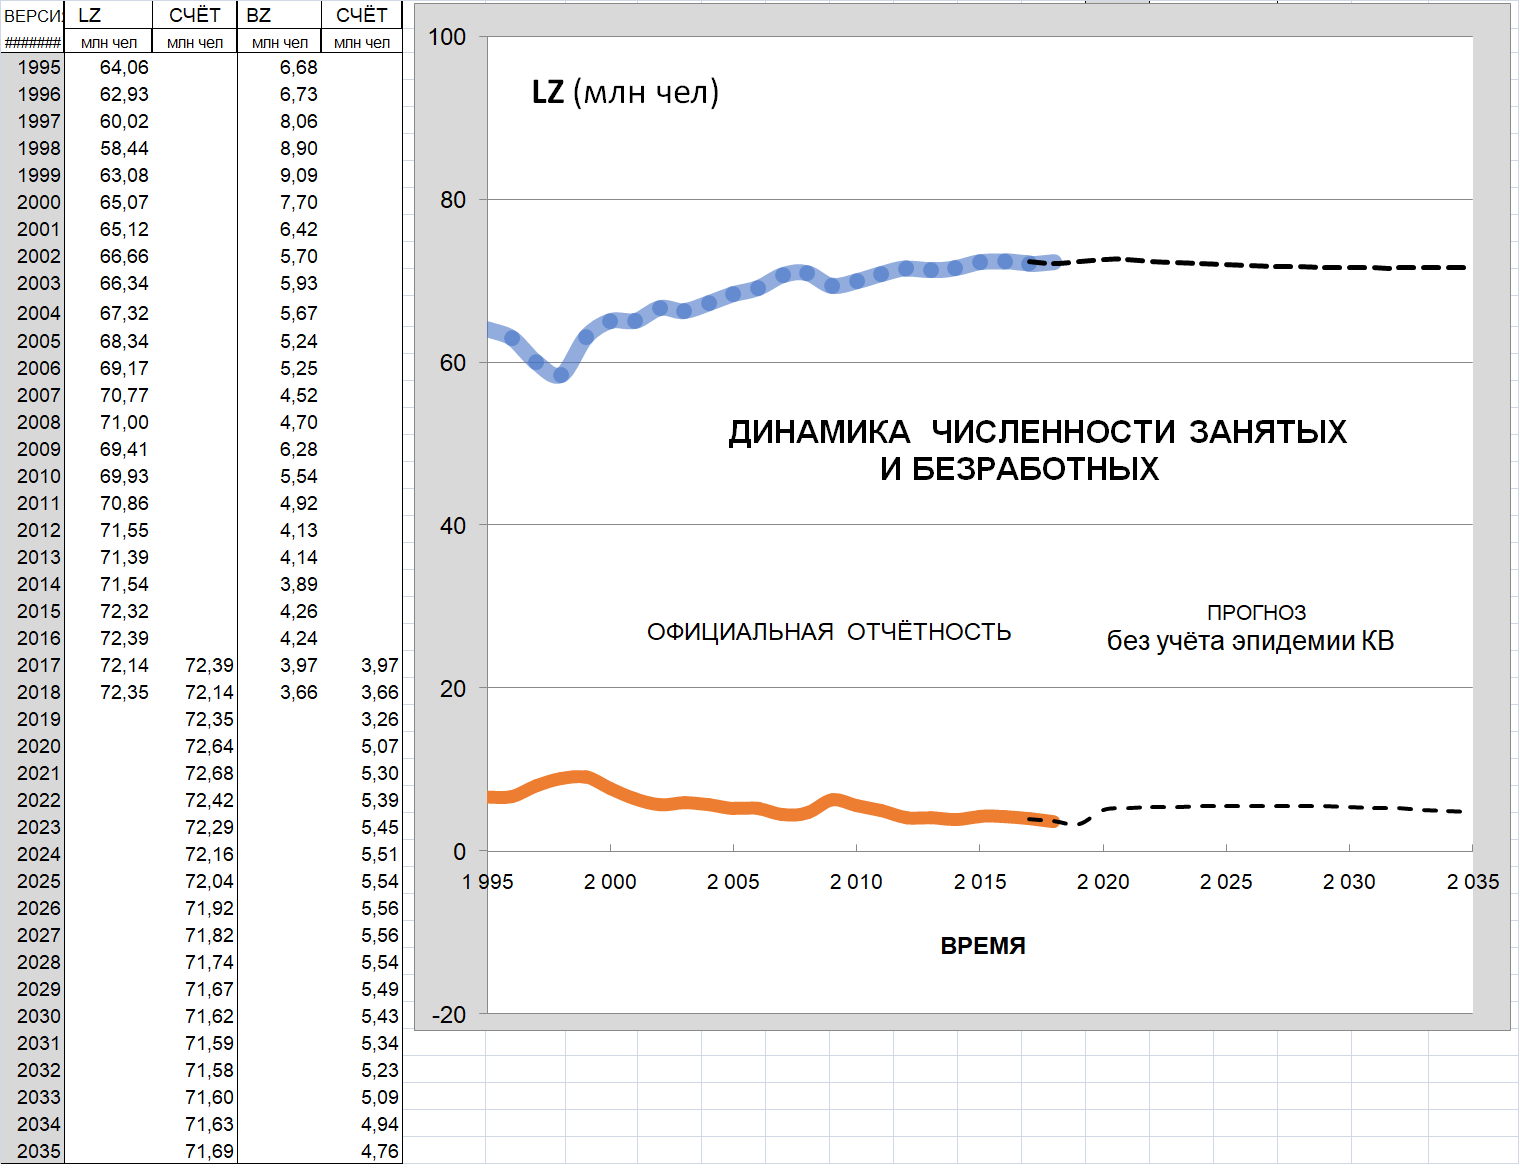 ВЕРСИ LZ СЧЁТ BZ СЧЁТ
####### млн чел млн чел млн чел млн чел
1995 64,06 6,68
1996 62,93 6,73
1997 60,02 8,06
1998 58,44 8,90
1999 63,08 9,09
2000 65,07 7,70
2001 65,12 6,42
2002 66,66 5,70
2003 66,34 5,93
2004 67,32 5,67
2005 68,34 5,24
2006 69,17 5,25
2007 70,77 4,52
2008 71,00 4,70
2009 69,41 6,28
2010 69,93 5,54
2011 70,86 4,92
2012 71,55 4,13
2013 71,39 4,14
2014 71,54 3,89
2015 72,32 4,26
2016 72,39 4,24
2017 72,14 72,39 3,97 3,97
2018 72,35 72,14 3,66 3,66
2019 72,35 3,26
2020 72,64 5,07
2021 72,68 5,30
2022 72,42 5,39
2023 72,29 5,45
2024 72,16 5,51
2025 72,04 5,54
2026 71,92 5,56
2027 71,82 5,56
2028 71,74 5,54
2029 71,67 5,49
2030 71,62 5,43
2031 71,59 5,34
2032 71,58 5,23
2033 71,60 5,09
2034 71,63 4,94
2035 71,69 4,76
100
LZ (млн чел)
80
60
ДИНАМИКА ЧИСЛЕННОСТИ ЗАНЯТЫХ
И БЕЗРАБОТНЫХ
40
ОФИЦИАЛЬНАЯ ОТЧЁТНОСТЬ
ПРОГНОЗ
без учёта эпидемии КВ
20
0
1 995 2 000 2 005 2 010 2 015 2 020 2 025 2 030 2 035
ВРЕМЯ
-20